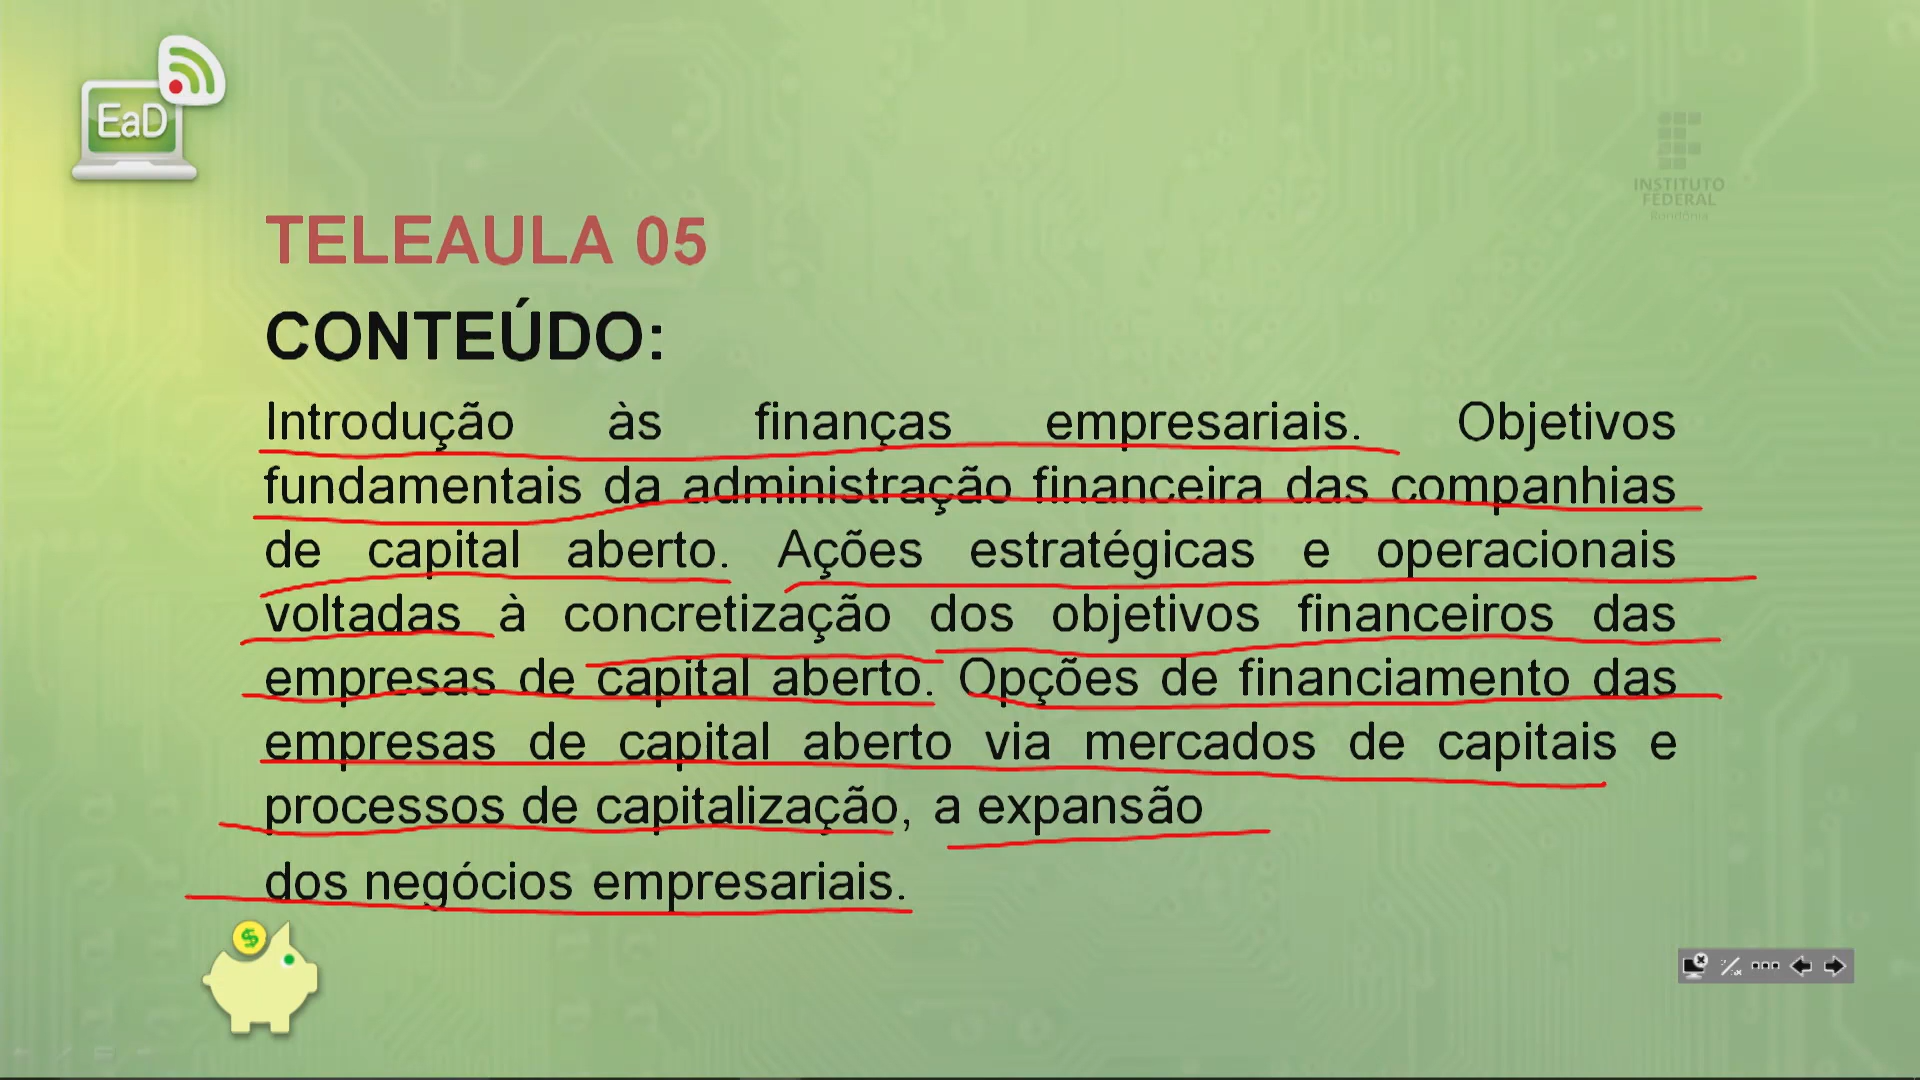 EaD
INSTITUTO
FEDERAL
Rondônia
TELEAULA 05
CONTEÚDO:
Introdução às finanças empresariais. Objetivos
fundamentais da administração financeira das companhias
de capital aberto. Ações estratégicas e operacionais
voltadas à concretização dos objetivos financeiros das
empresas de capital aberto. Opções de financiamento das
empresas de capital aberto via mercados de capitais e
processos de capitalização, a expansão
dos negócios empresariais.
$